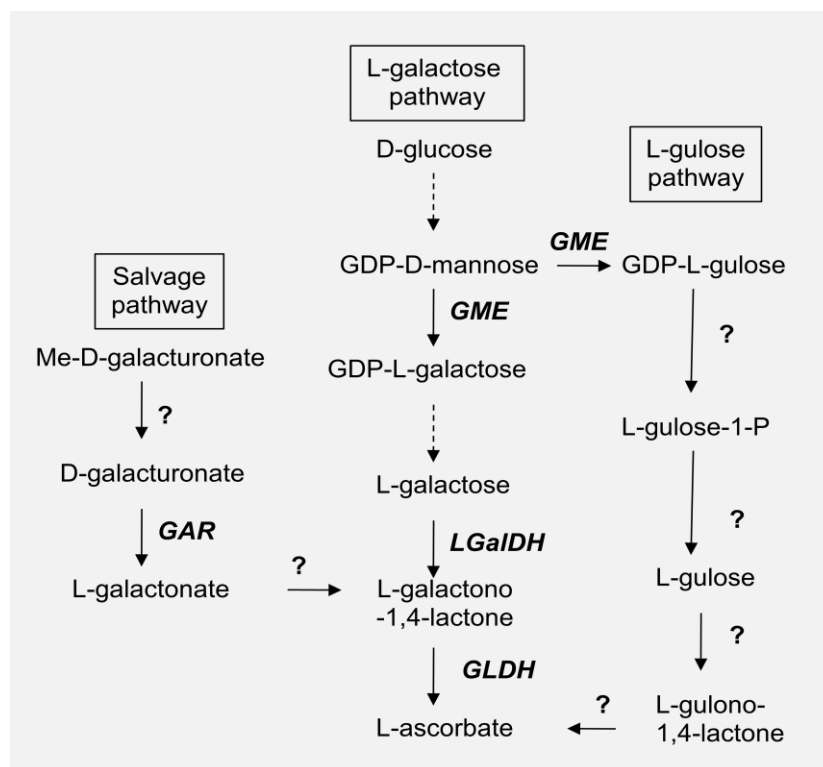 L-galactose
pathway
D-glucose
L-gulose
pathway
GME
GDP-D-mannose
GDP-L-gulose
Salvage
pathway
GME
?
Me-D-galacturonate
GDP-L-galactose
?
L-gulose-1-P
D-galacturonate
L-galactose
?
GAR
LGalDH
?
L-gulose
L-galactonate
L-galactono
-1,4-lactone
?
GLDH
?
L-gulono-
1,4-lactone
L-ascorbate